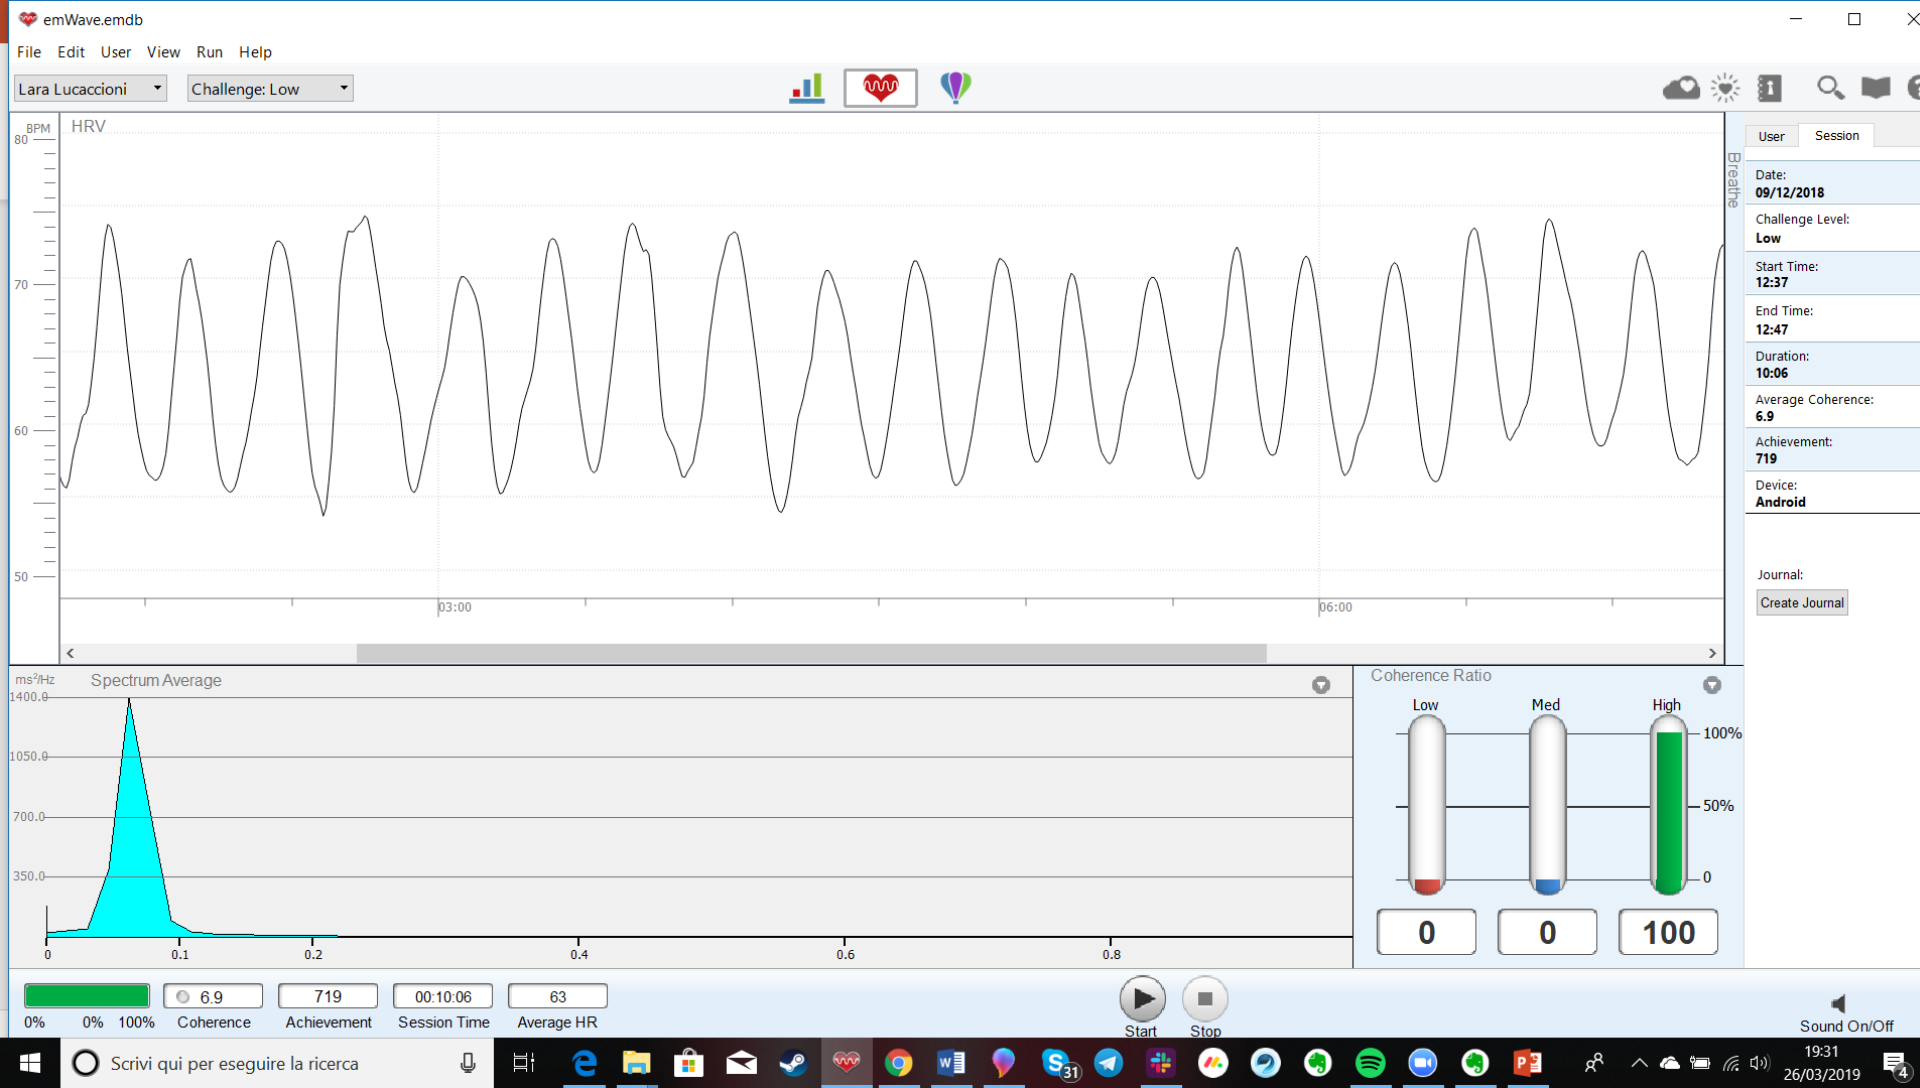 emWave.emdb
File Edit User View Run Help
Lara Lucaccioni Challenge: Low
BPM HRV
80
70
60
50
03:00 06:00
Breathe
User Session
Date:
09/12/2018
Challenge Level:
Low
Start Time:
12:37
End Time:
12:47
Duration:
10:06
Average Coherence:
6.9
Achievement:
719
Device:
Android
Journal:
Create Journal
ms²/Hz Spectrum Average
1400.0
1050.0
700.0
350.0
0 0.1 0.2 0.4 0.6 0.8
Coherence Ratio
Low Med High
100%
50%
0
0 0 100
6.9 719 00:10:06 63
0% 0% 100% Coherence Achievement Session Time Average HR
Start Stop
Sound On/Off
Scrivi qui per eseguire la ricerca
31
19:31
26/03/2019
4